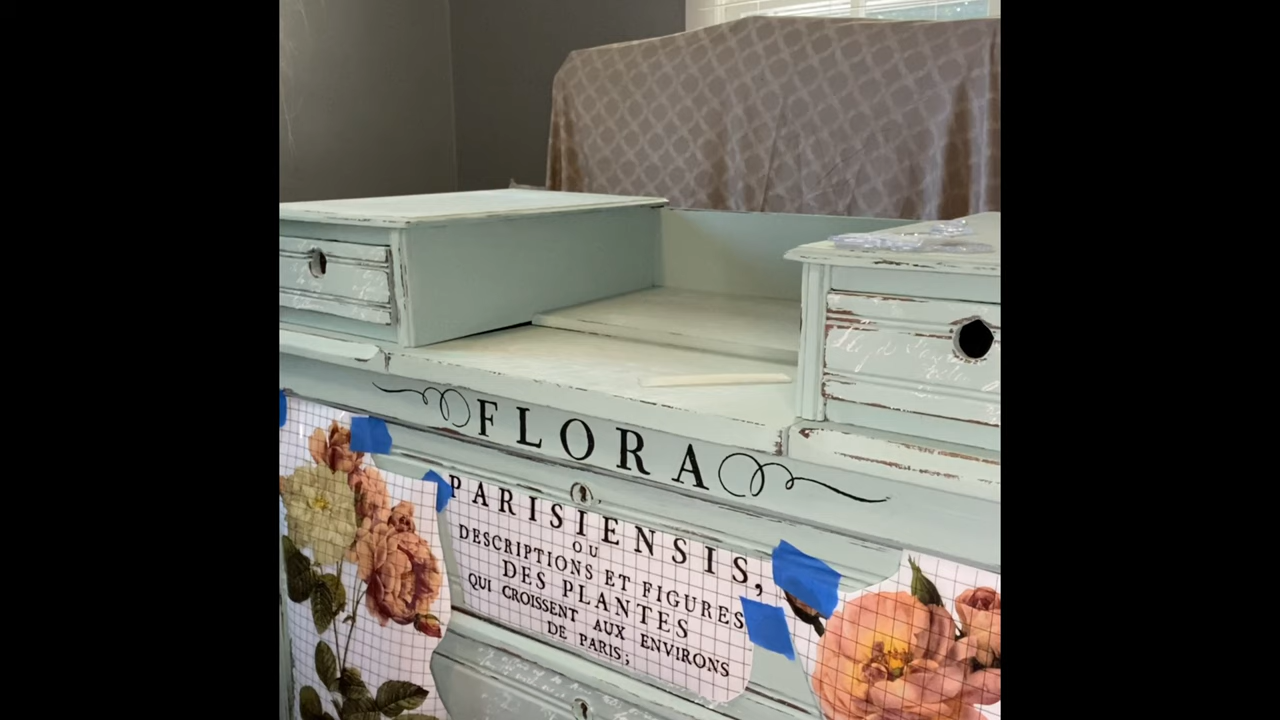 FLORA
PARISIENSIS,
OU
DESCRIPTIONS ET FIGURES
DES PLANTES
QUI CROISSENT AUX ENVIRONS
DE PARIS;